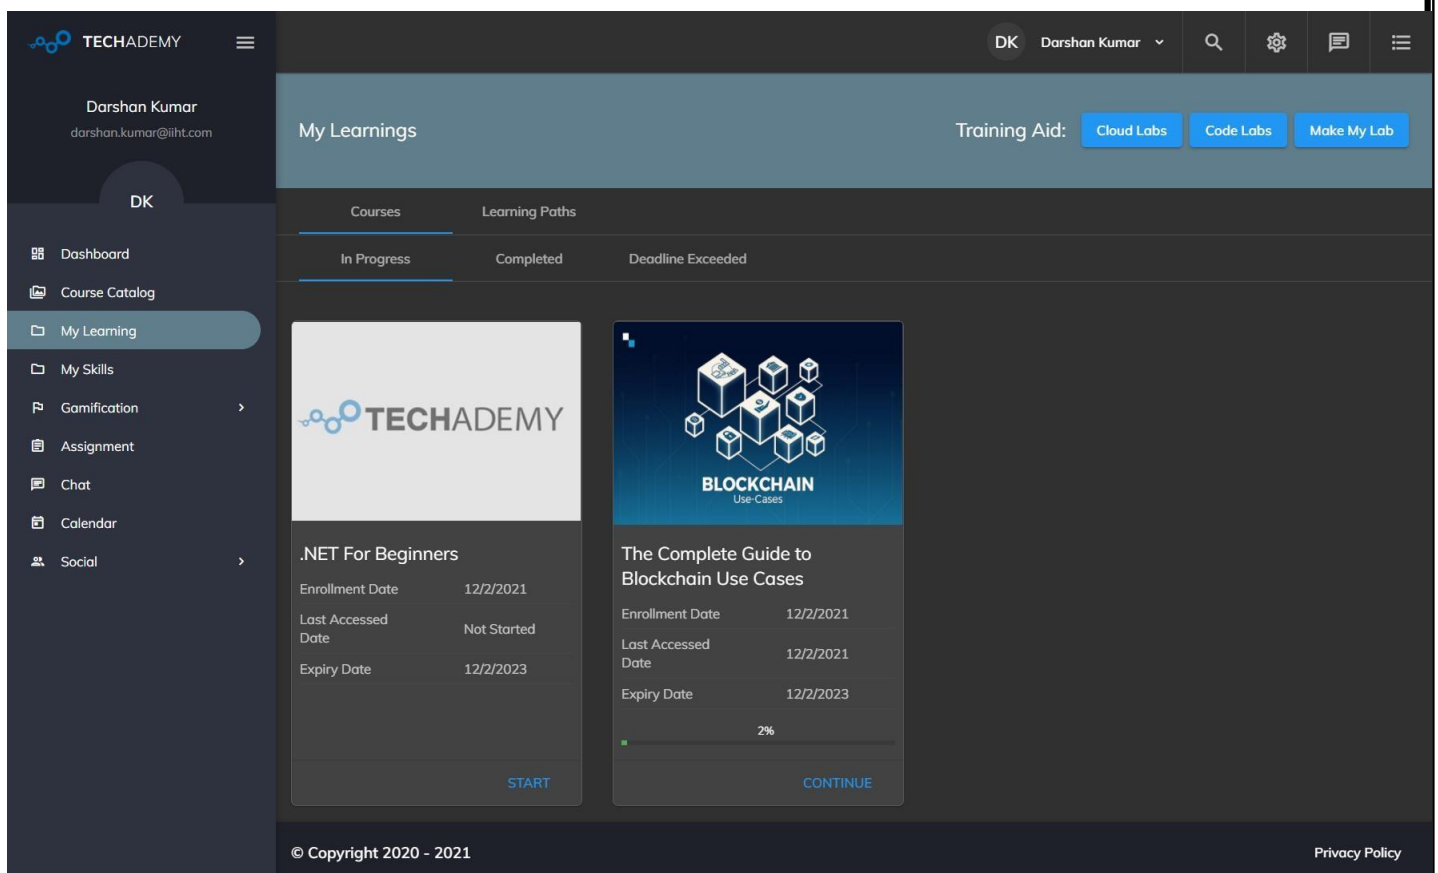 TECHADEMY
DK Darshan Kumar
Darshan Kumar
darshan.kumar@iiht.com
DK
Dashboard
Course Catalog
My Learning
My Skills
Gamification
Assignment
Chat
Calendar
Social
My Learnings
Training Aid: Cloud Labs Code Labs Make My Lab
Courses Learning Paths
In Progress Completed Deadline Exceeded
TECHADEMY
.NET For Beginners
Enrollment Date 12/2/2021
Last Accessed
Date
Not Started
Expiry Date 12/2/2023
START
BLOCKCHAIN
Use-Cases
The Complete Guide to
Blockchain Use Cases
Enrollment Date 12/2/2021
Last Accessed
Date
12/2/2021
Expiry Date 12/2/2023
2%
CONTINUE
© Copyright 2020 - 2021
Privacy Policy